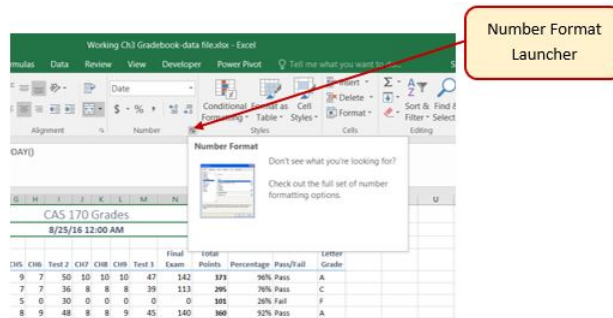 Number Format
Launcher
Working Ch3 Gradebook-data file.xlsx - Excel
mulas Data Review View Developer Power Pivot Tell me what you want to do
Date
$ - % ,
Conditional Format as Cell
Formatting - Table - Styles -
Insert -
Delete -
Format -
Sort & Find &
Filter - Select
Alignment Number Styles Cells Editing
ODAY()
Number Format
Don't see what you're looking for?
Check out the full set of number
formatting options.
G H I J K L M N U
CAS 170 Grades
8/25/16 12:00 AM
CH5 CH6 Test 2 CH7 CH8 CH9 Test 3 Final Exam Total Points Percentage Pass/Fail Letter Grade
9 7 50 10 10 10 47 142 373 96% Pass A
7 7 36 8 8 8 39 113 295 76% Pass C
5 0 30 0 0 0 0 0 101 26% Fail F
8 9 48 8 8 9 45 140 360 92% Pass A